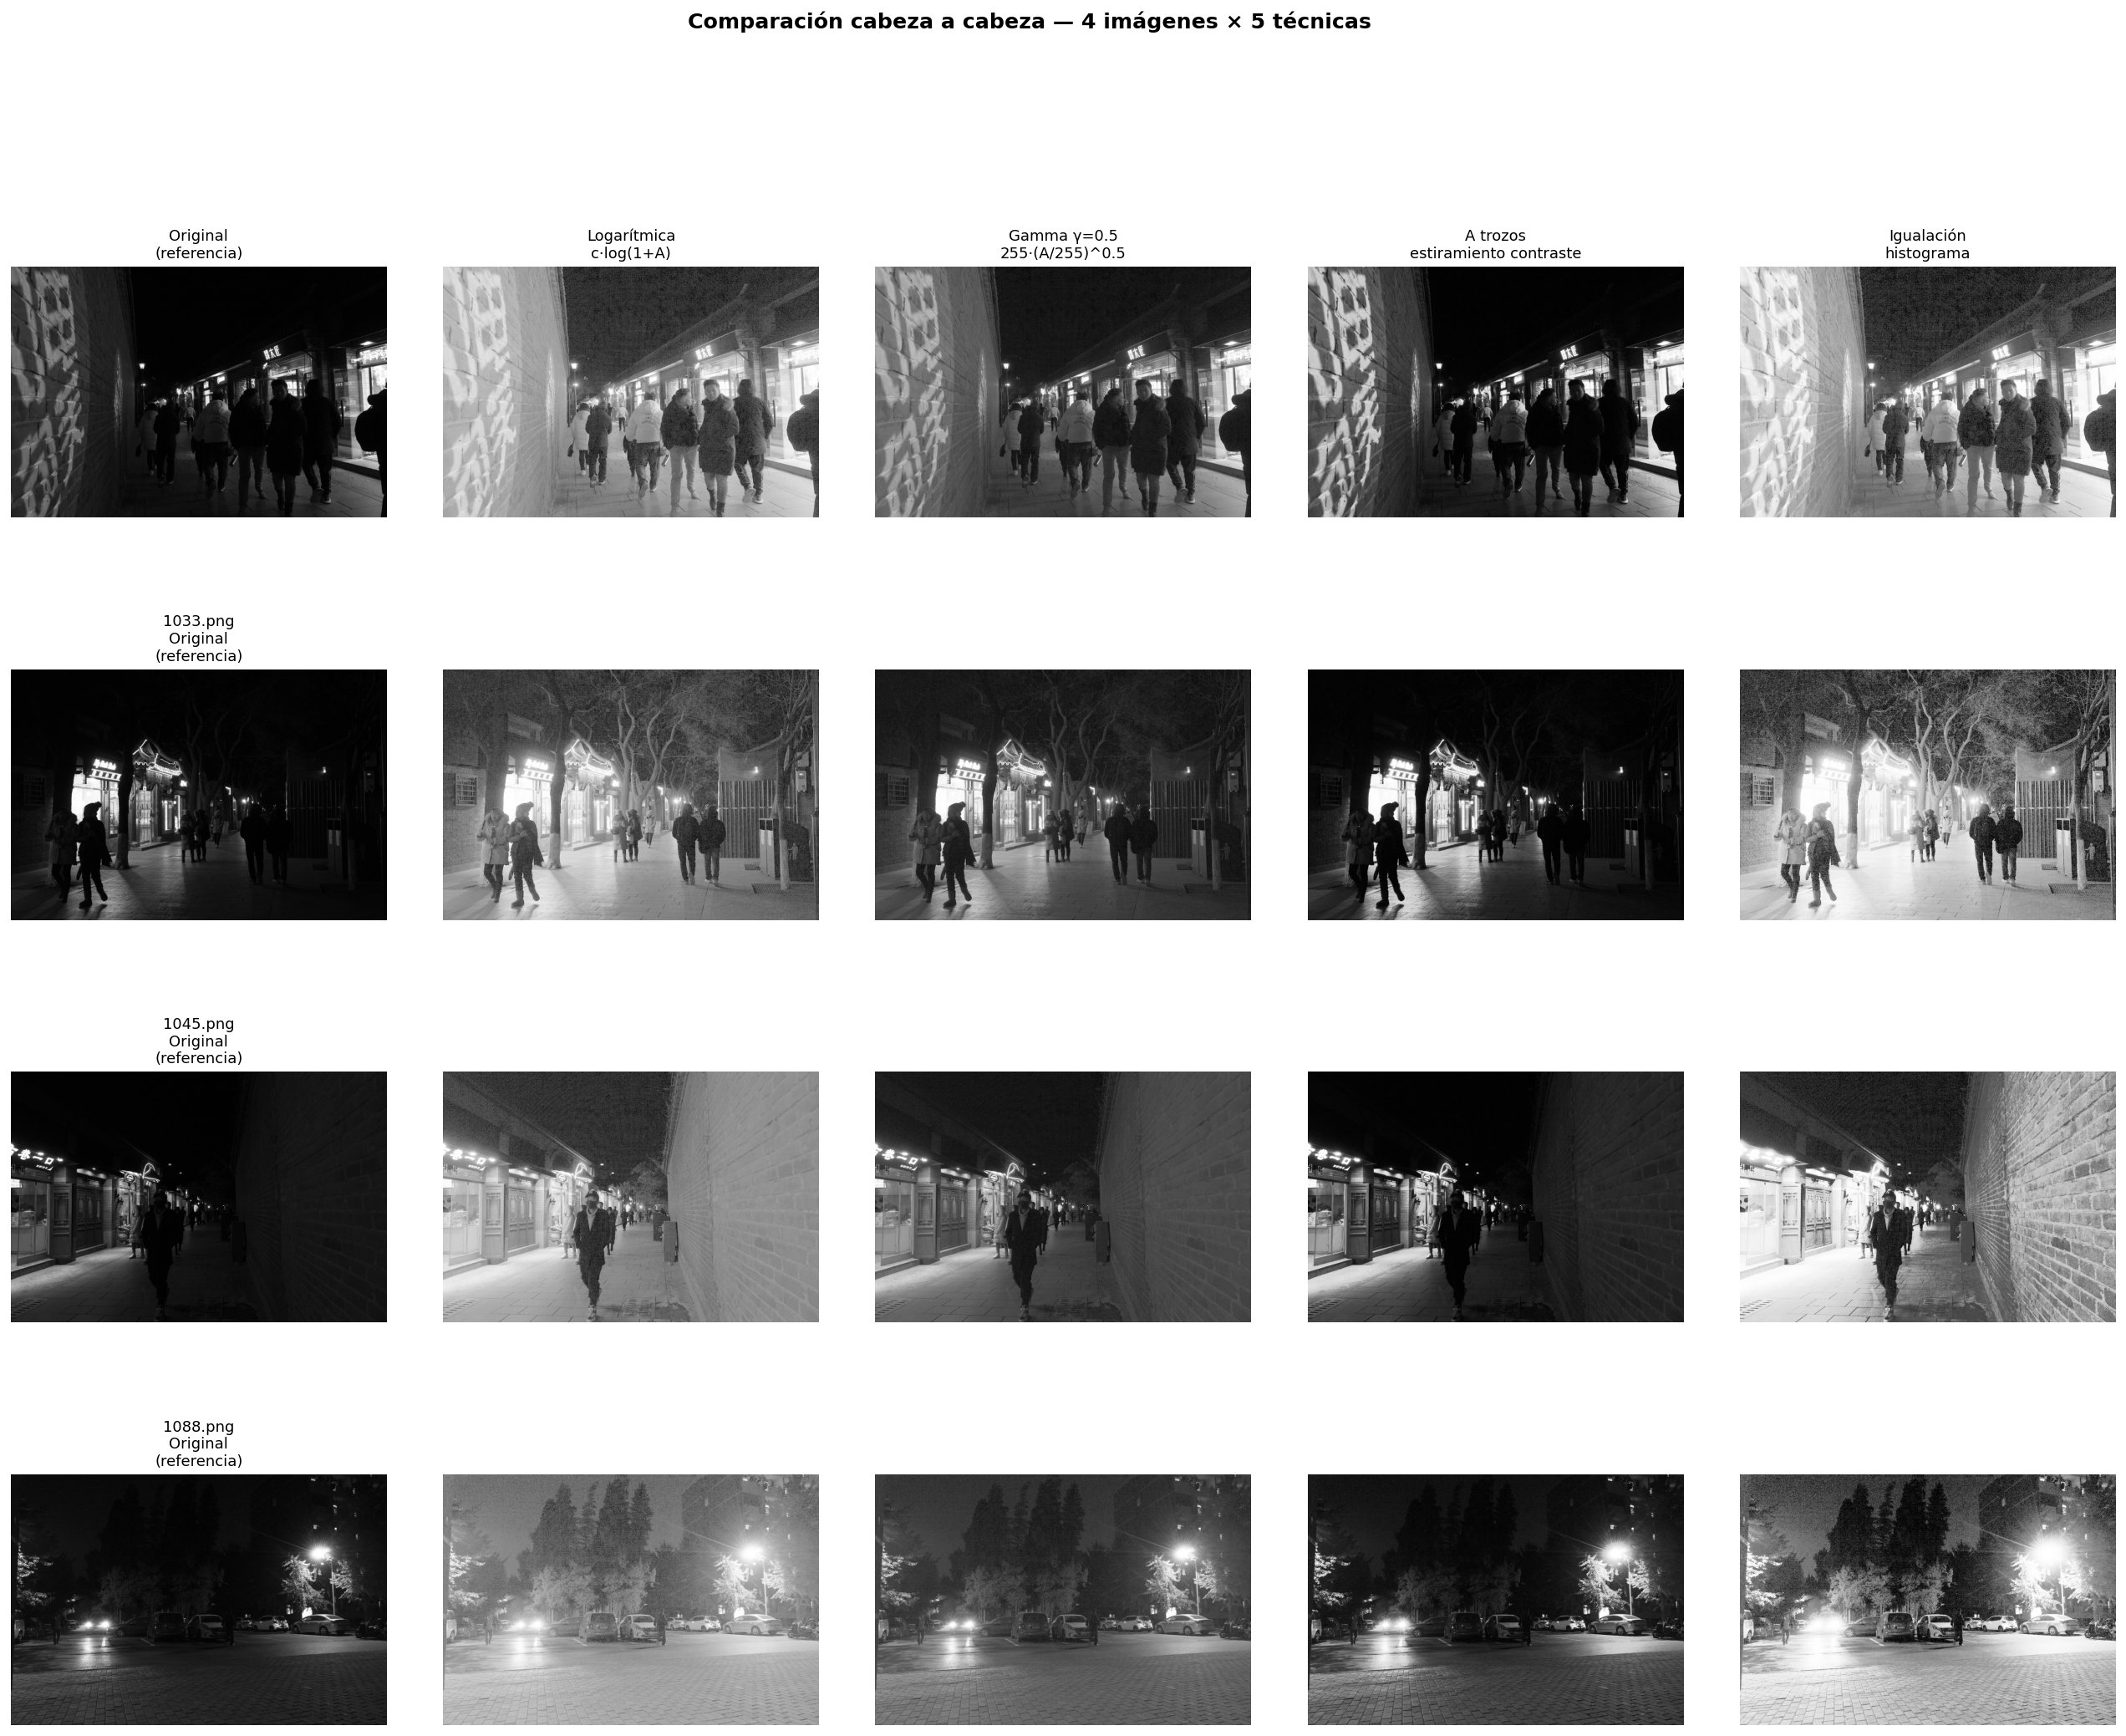 Comparación cabeza a cabeza — 4 imágenes × 5 técnicas
Original
(referencia)
Logarítmica
c·log(1+A)
Gamma γ=0.5
255·(A/255)^0.5
A trozos
estiramiento contraste
Igualación
histograma
1033.png
Original
(referencia)
1045.png
Original
(referencia)
1088.png
Original
(referencia)